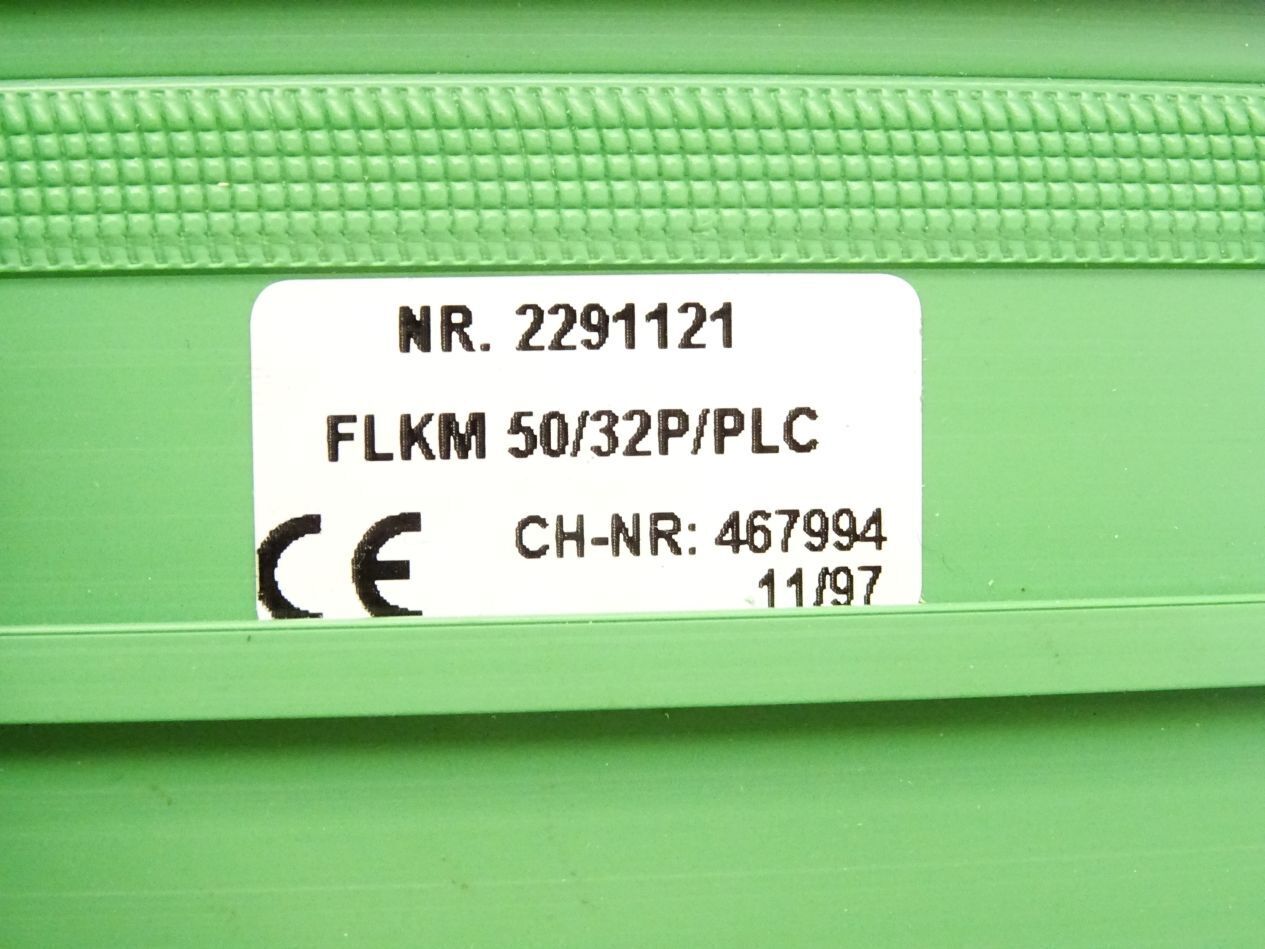 NR. 2291121
FLKM 50/32P/PLC
CE CH-NR: 467994
11/97